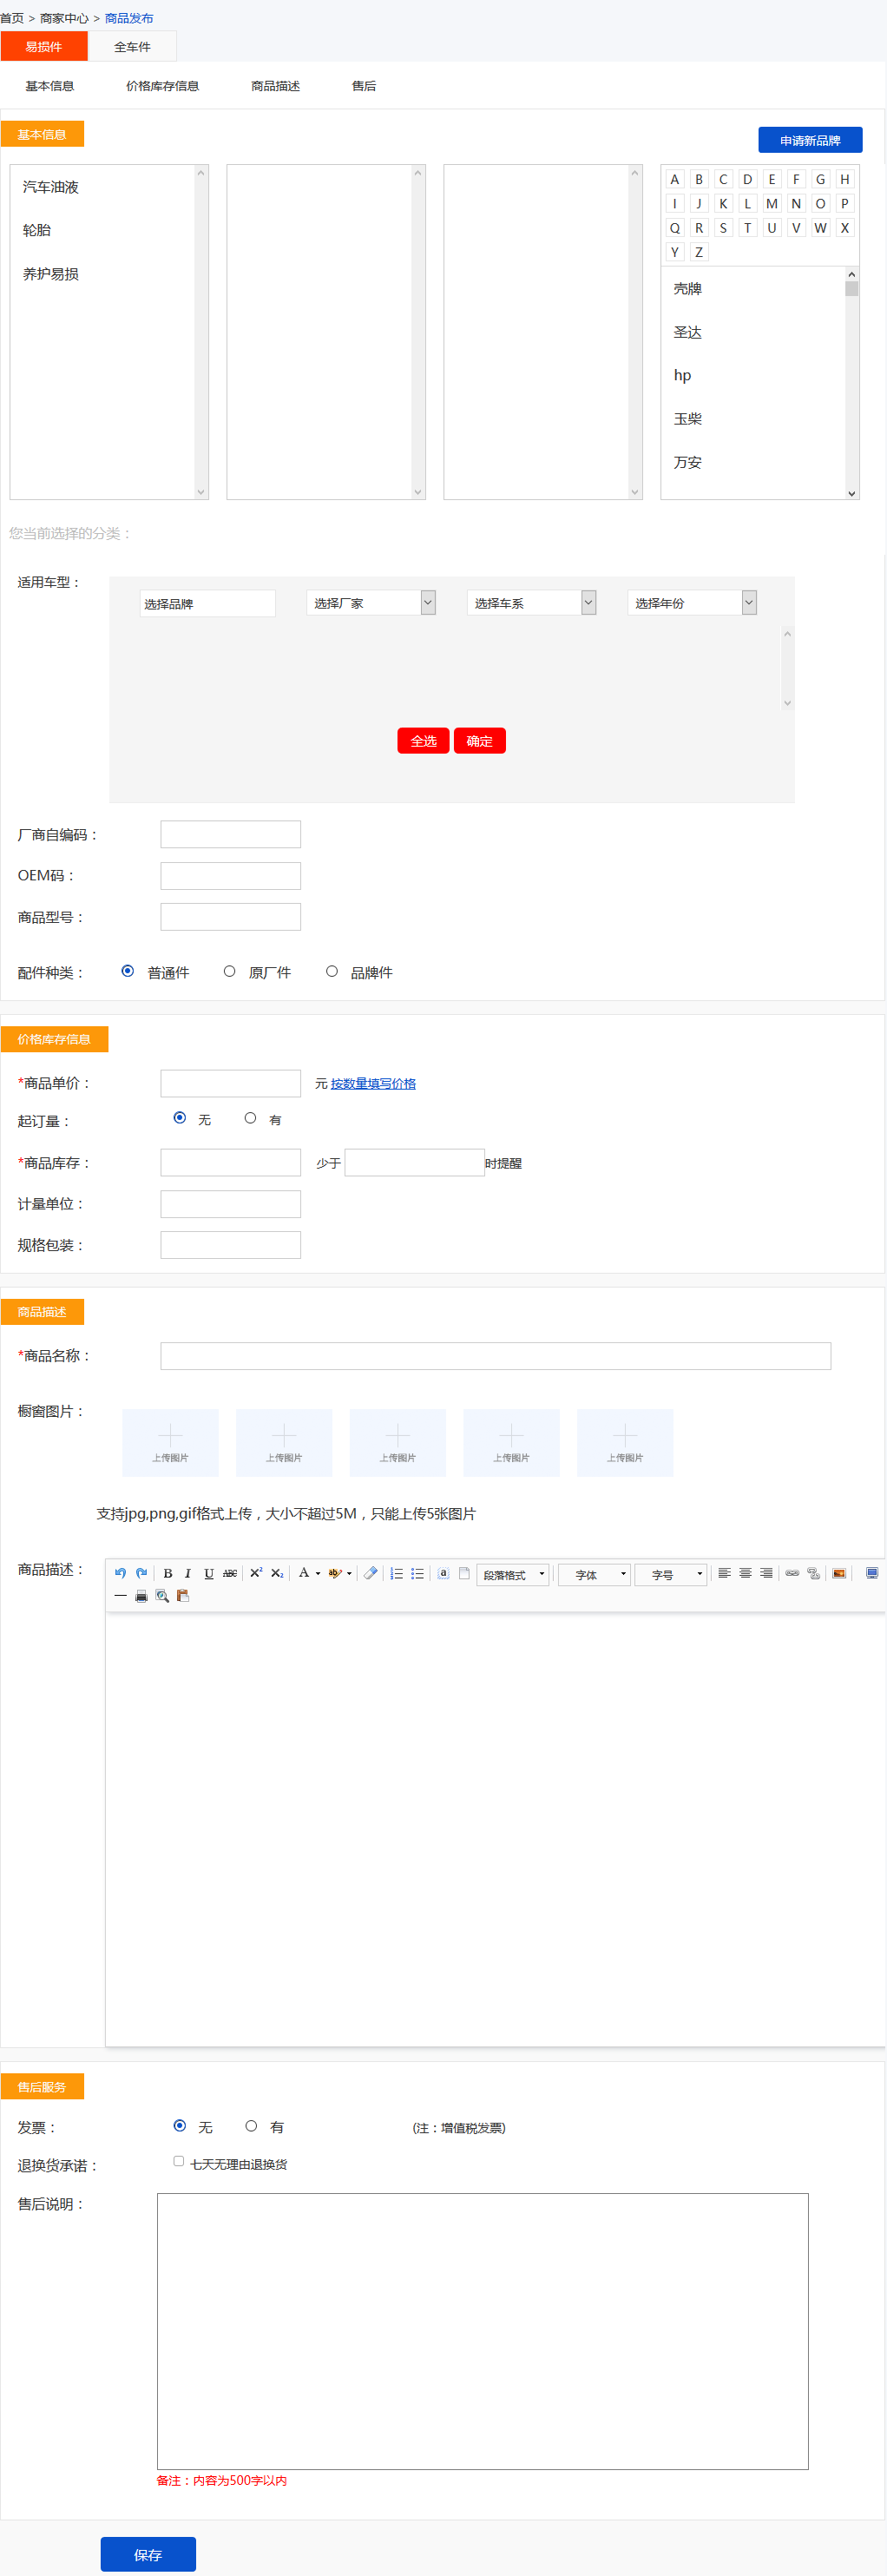 首页 > 商家中心 > 商品发布
易损件 全车件
基本信息 价格库存信息 商品描述 售后
基本信息
申请新品牌
汽车油液
轮胎
养护易损
A B C D E F G H
I J K L M N O P
Q R S T U V W X
Y Z
壳牌
圣达
hp
玉柴
万安
您当前选择的分类：
适用车型：
选择品牌 选择厂家 选择车系 选择年份
全选 确定
厂商自编码：
OEM码：
商品型号：
配件种类： 普通件 原厂件 品牌件
价格库存信息
*商品单价： 元 按数量填写价格
起订量： 无 有
*商品库存： 少于 时提醒
计量单位：
规格包装：
商品描述
*商品名称：
橱窗图片：
上传图片 上传图片 上传图片 上传图片 上传图片
支持jpg,png,gif格式上传，大小不超过5M，只能上传5张图片
商品描述：
B I U ABC X² X₂ A ab a 段落格式 字体 字号
售后服务
发票： 无 有 (注：增值税发票)
退换货承诺： 七天无理由退换货
售后说明：
备注：内容为500字以内
保存